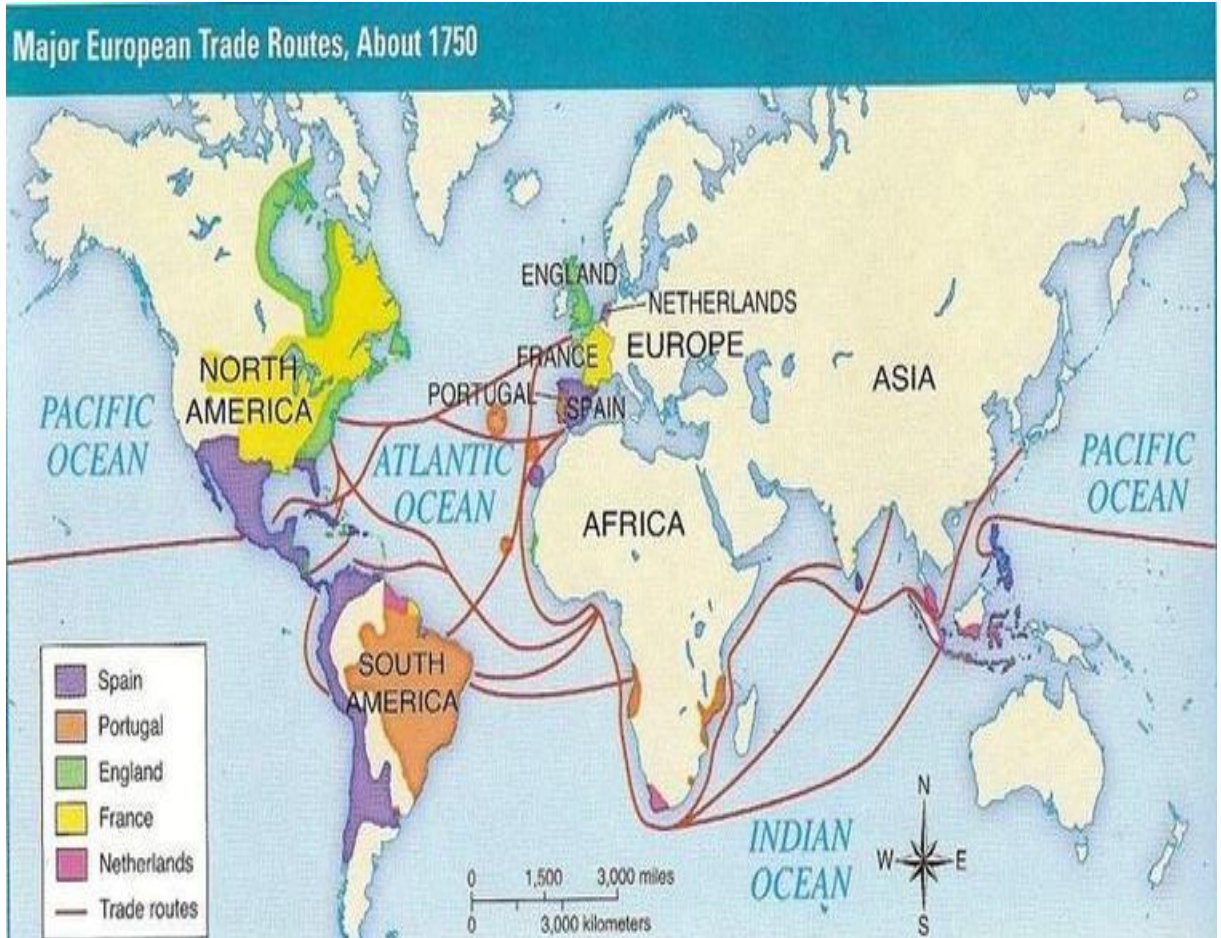 Major European Trade Routes, About 1750
ENGLAND
NETHERLANDS
FRANCE
EUROPE
NORTH
AMERICA
ASIA
PORTUGAL
SPAIN
PACIFIC
OCEAN
ATLANTIC
OCEAN
PACIFIC
OCEAN
AFRICA
SOUTH
AMERICA
Spain
Portugal
England
France
Netherlands
Trade routes
INDIAN
OCEAN
N
W
E
S
0
1,500
3,000 miles
0
3,000 kilometers